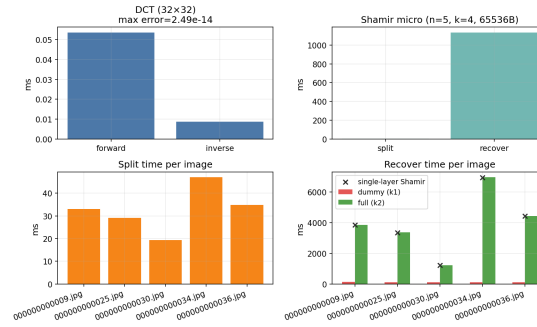 DCT (32×32)
max error=2.49e-14
ms
0.05
0.04
0.03
0.02
0.01
0.00
forward
inverse
Shamir micro (n=5, k=4, 65536B)
ms
1000
800
600
400
200
0
split
recover
Split time per image
ms
40
30
20
10
0
000000000009.jpg
000000000025.jpg
000000000030.jpg
000000000034.jpg
000000000036.jpg
Recover time per image
ms
6000
4000
2000
0
single-layer Shamir
dummy (k1)
full (k2)
000000000009.jpg
000000000025.jpg
000000000030.jpg
000000000034.jpg
000000000036.jpg